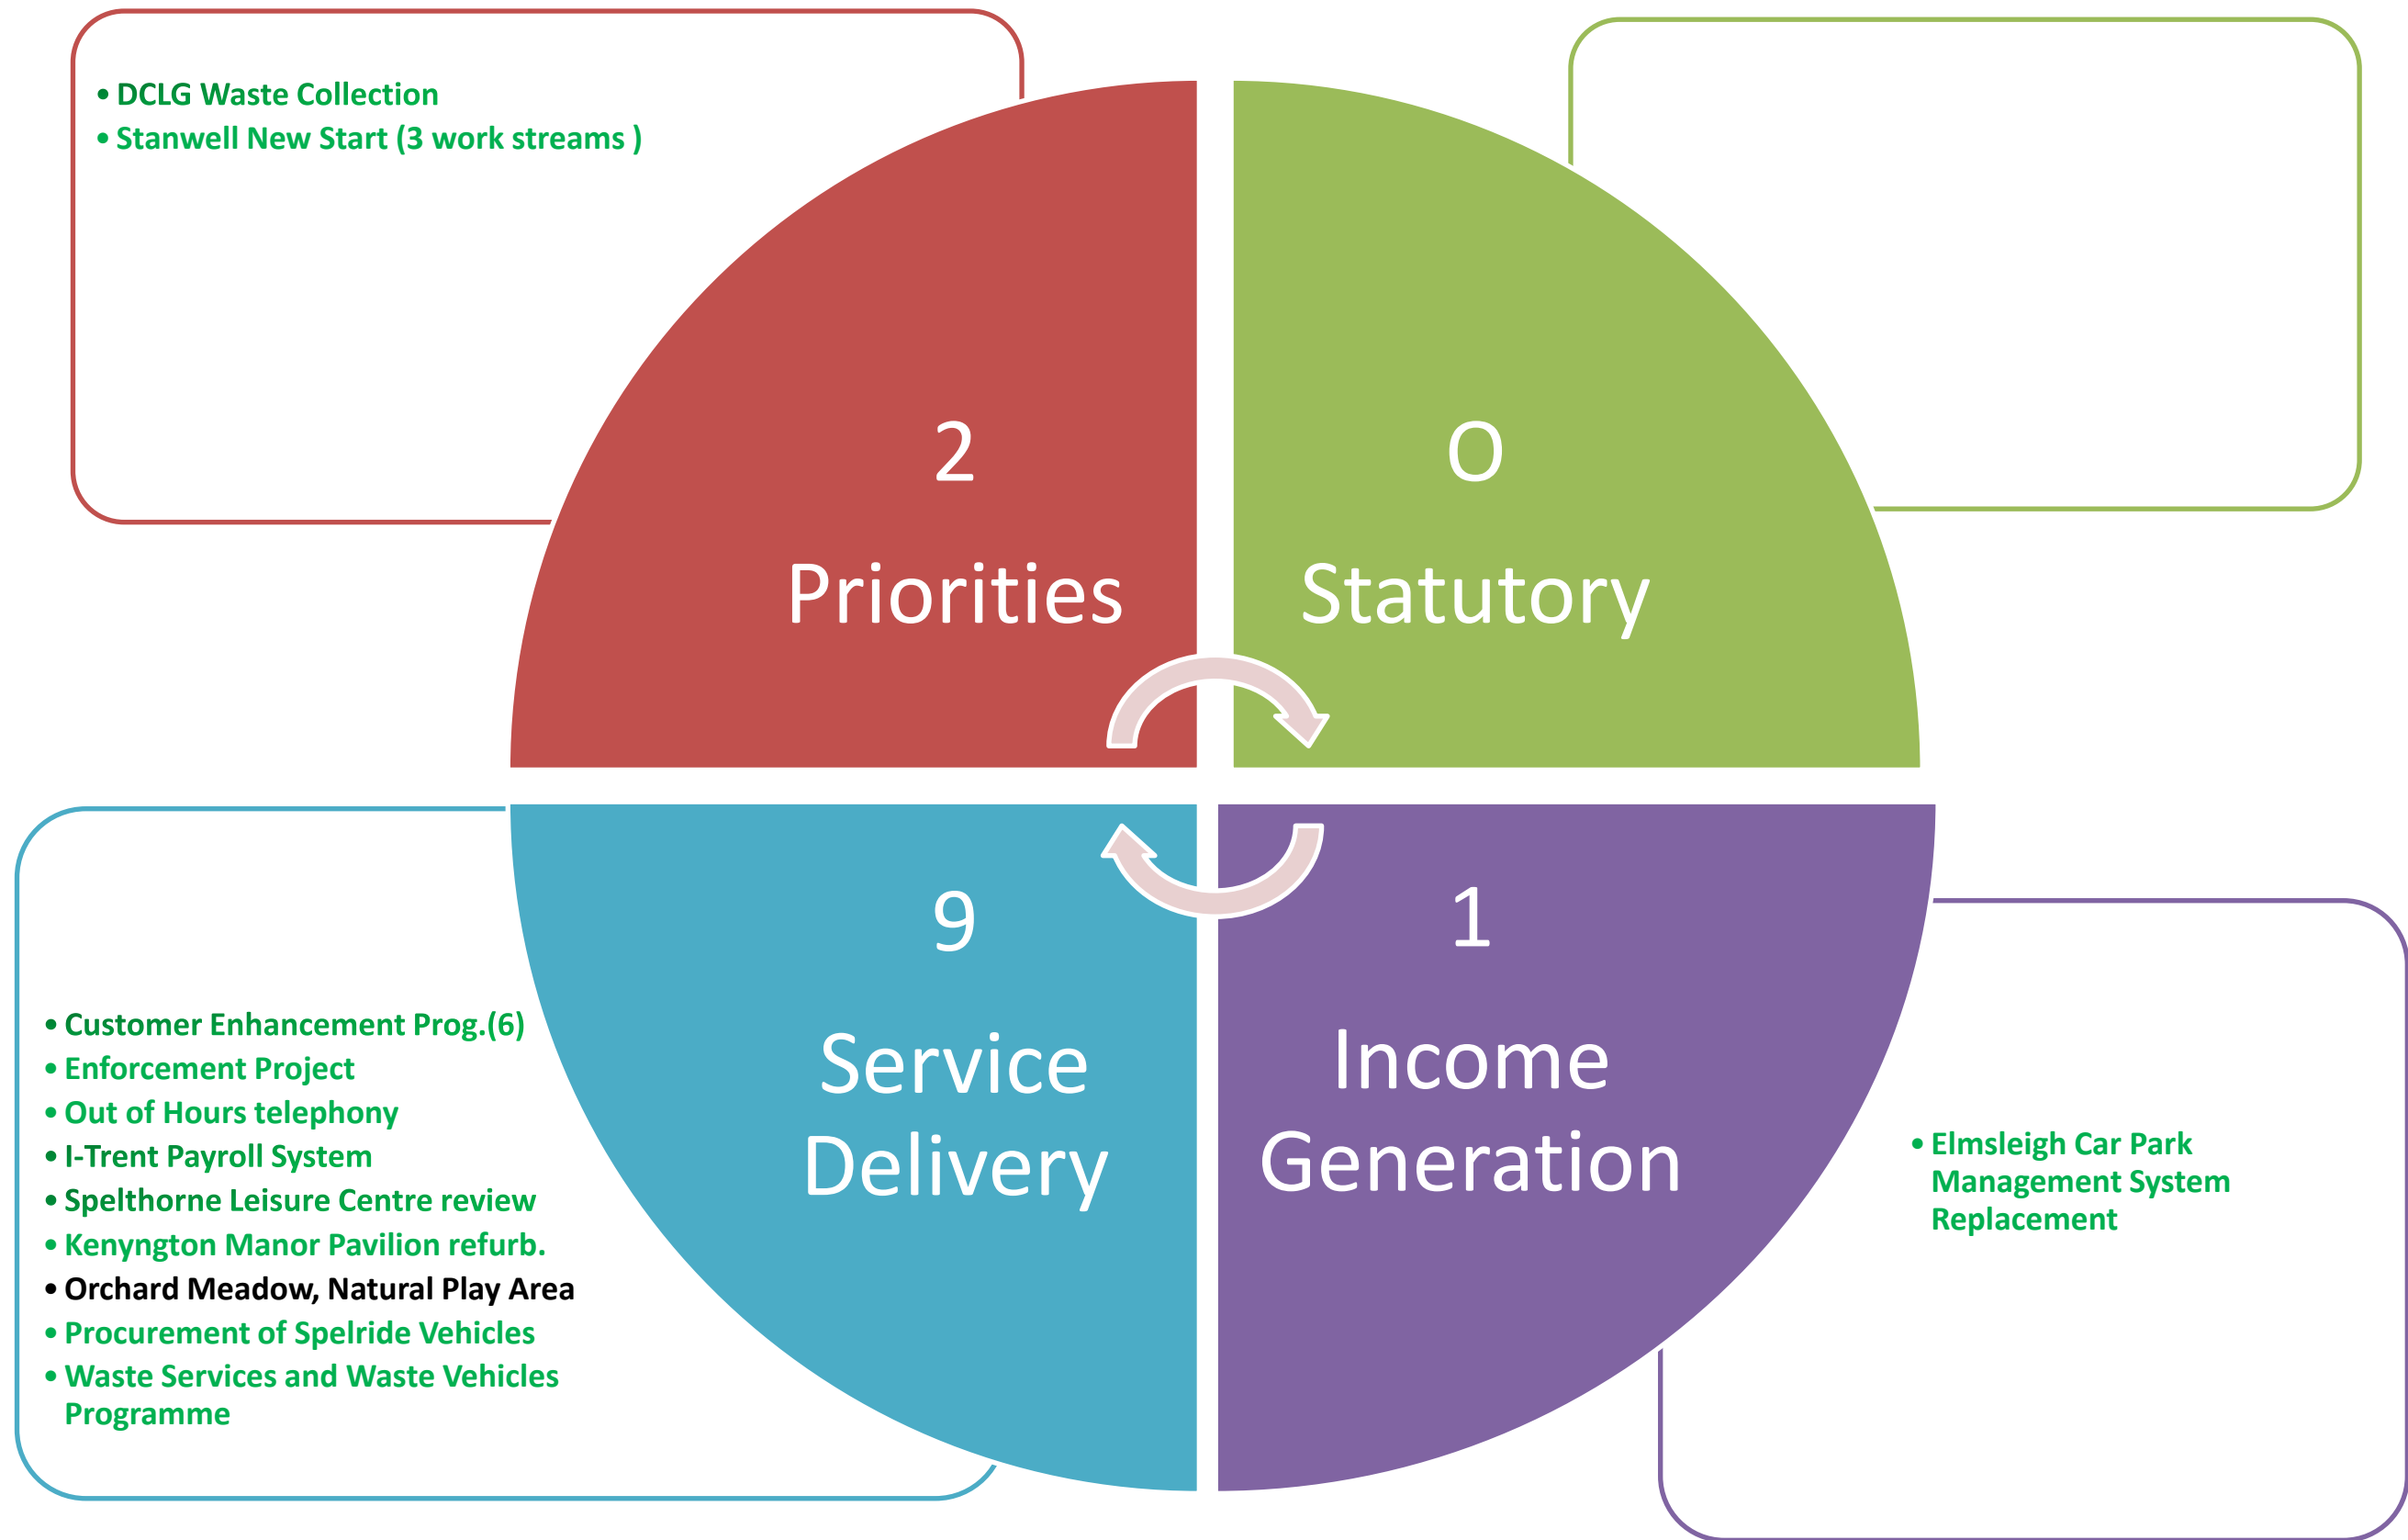 • DCLG Waste Collection
• Stanwell New Start (3 work streams )
2
Priorities
0
Statutory
9
Service
Delivery
1
Income
Generation
• Customer Enhancement Prog.(6)
• Enforcement Project
• Out of Hours telephony
• I-Trent Payroll System
• Spelthorne Leisure Centre review
• Kenyngton Manor Pavilion refurb.
• Orchard Meadow, Natural Play Area
• Procurement of Spelride Vehicles
• Waste Services and Waste Vehicles
Programme
• Elmsleigh Car Park
Management System
Replacement